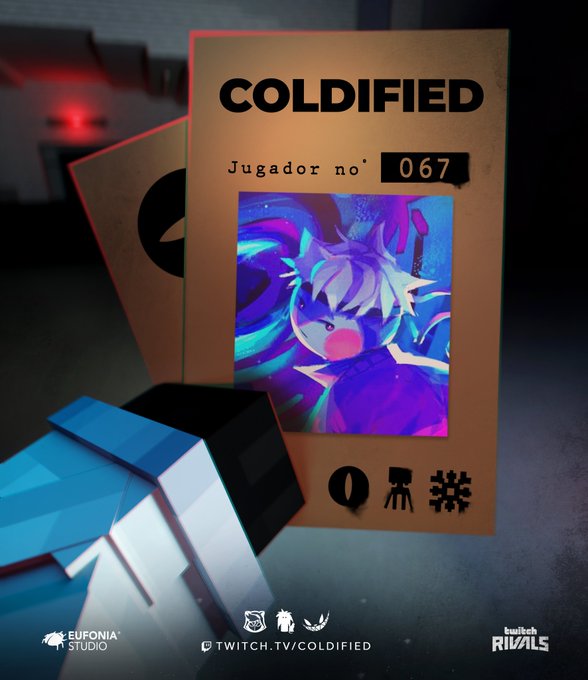 COLDIFIED
Jugador no° 067
EUFONIA®
STUDIO
TWITCH.TV/COLDIFIED
twitch
RIVALS